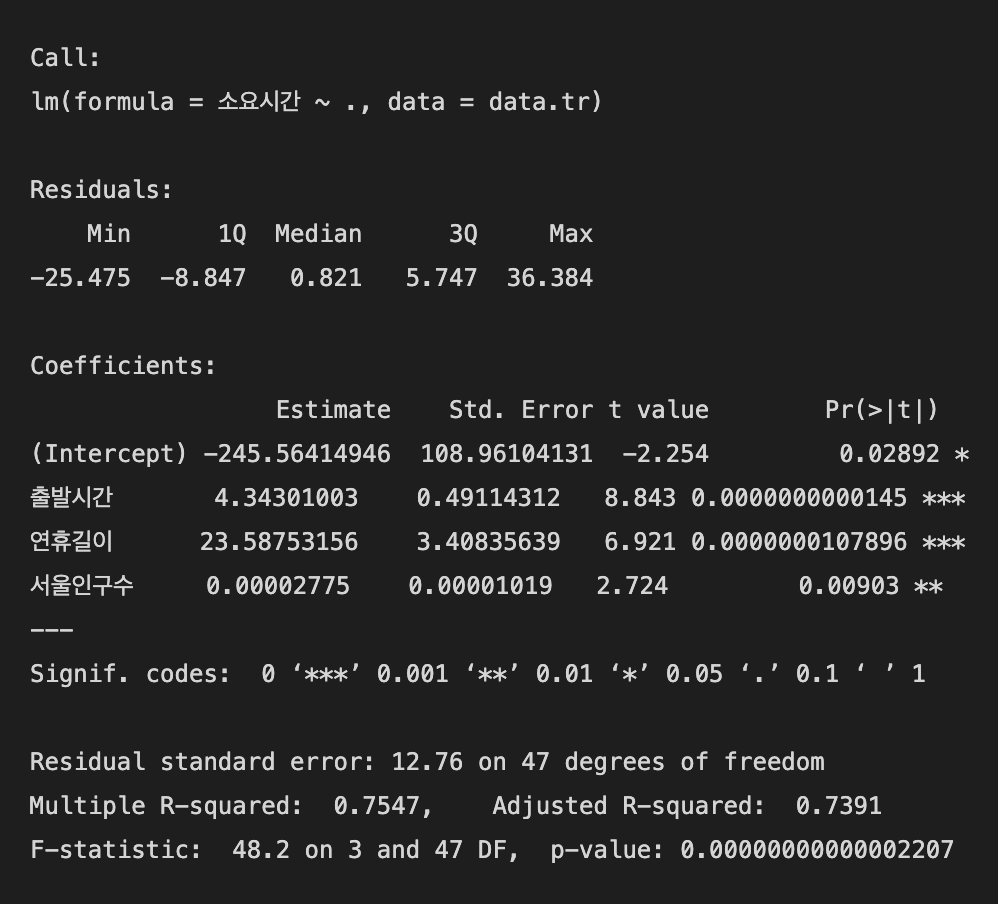 Call:
lm(formula = 소요시간 ~ ., data = data.tr)
Residuals:
Min 1Q Median 3Q Max
-25.475 -8.847 0.821 5.747 36.384
Coefficients:
Estimate Std. Error t value Pr(>|t|)
(Intercept) -245.56414946 108.96104131 -2.254 0.02892 *
출발시간 4.34301003 0.49114312 8.843 0.0000000000145 ***
연휴길이 23.58753156 3.40835639 6.921 0.0000000107896 ***
서울인구수 0.00002775 0.00001019 2.724 0.00903 **
---
Signif. codes: 0 ‘***’ 0.001 ‘**’ 0.01 ‘*’ 0.05 ‘.’ 0.1 ‘ ’ 1
Residual standard error: 12.76 on 47 degrees of freedom
Multiple R-squared: 0.7547, Adjusted R-squared: 0.7391
F-statistic: 48.2 on 3 and 47 DF, p-value: 0.00000000000002207